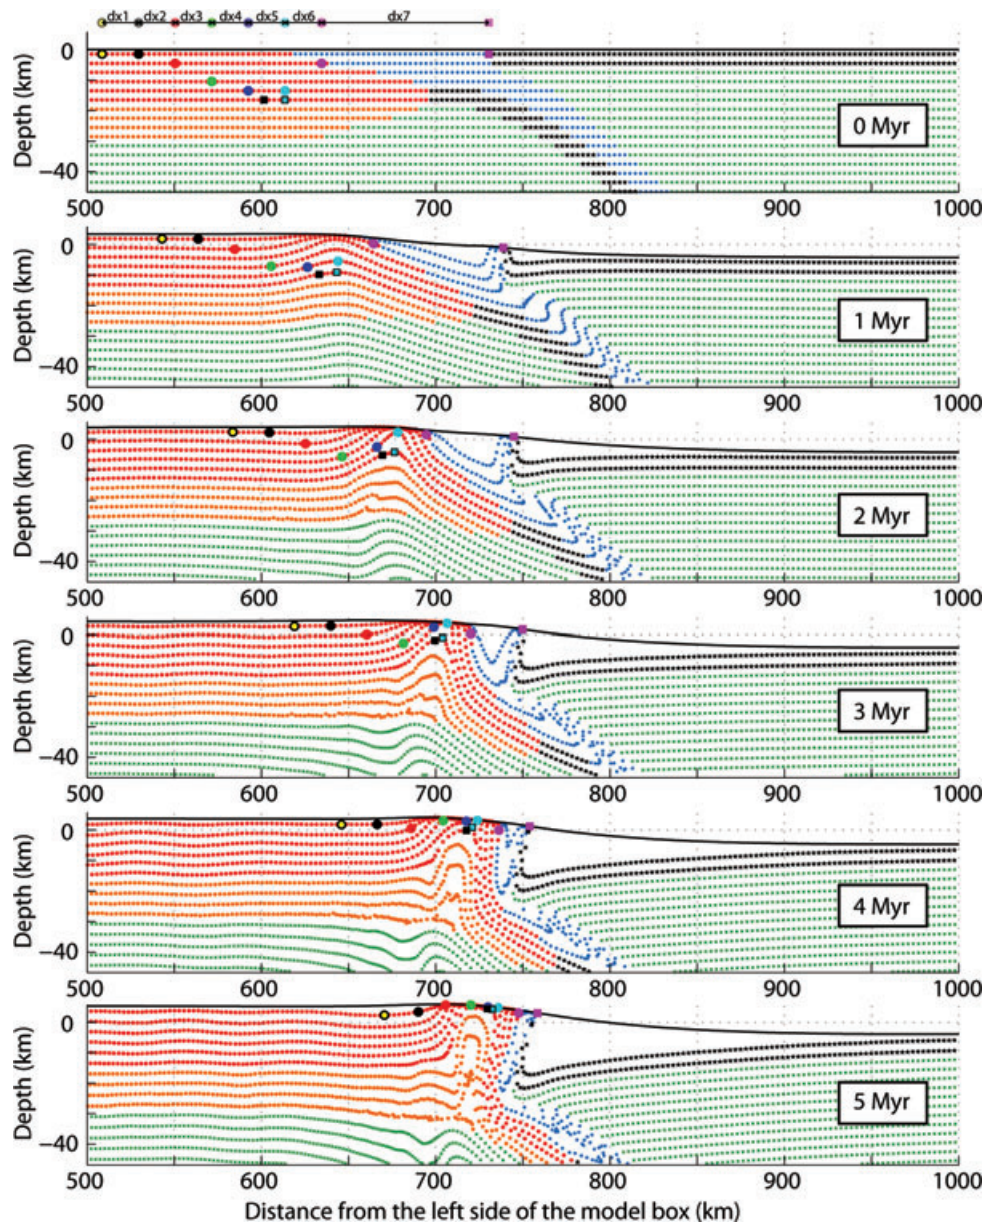 dx1 dx2 dx3 dx4 dx5 dx6 dx7
0
Depth (km)
−40
0 Myr
500 600 700 800 900 1000
0
Depth (km)
−40
1 Myr
500 600 700 800 900 1000
0
Depth (km)
−40
2 Myr
500 600 700 800 900 1000
0
Depth (km)
−40
3 Myr
500 600 700 800 900 1000
0
Depth (km)
−40
4 Myr
500 600 700 800 900 1000
0
Depth (km)
−40
5 Myr
500 600 700 800 900 1000
Distance from the left side of the model box (km)